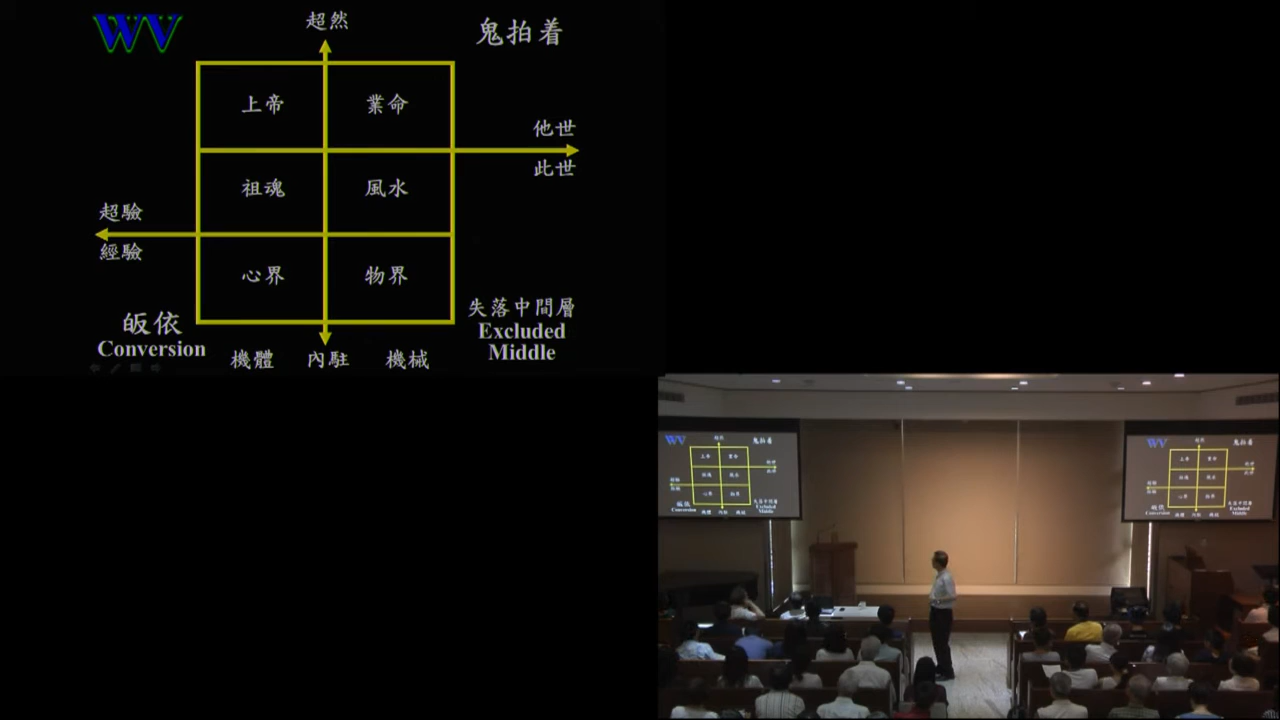 WV
超然
鬼拍着
上帝
業命
他世
此世
祖魂
風水
超驗
經驗
心界
物界
皈依
Conversion
失落中間層
Excluded
Middle
機體
內駐
機械